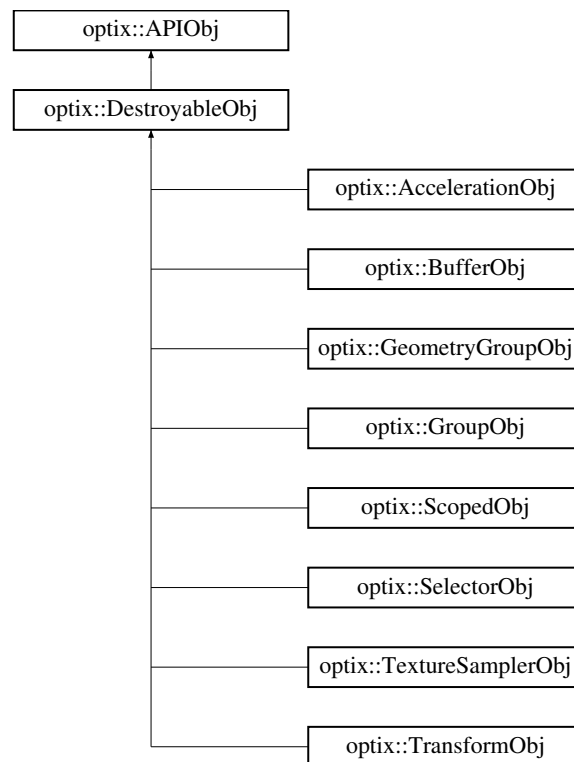 optix::APIObj
optix::DestroyableObj
optix::AccelerationObj
optix::BufferObj
optix::GeometryGroupObj
optix::GroupObj
optix::ScopedObj
optix::SelectorObj
optix::TextureSamplerObj
optix::TransformObj